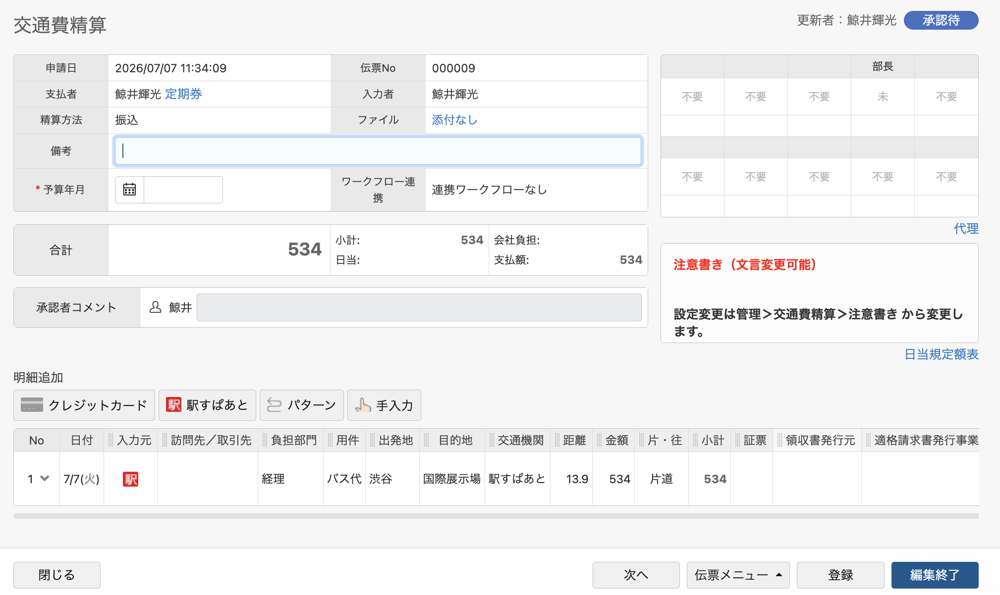 交通費精算
更新者：鯨井輝光 承認待
申請日 2026/07/07 11:34:09 伝票No 000009
支払者 鯨井輝光 定期券 入力者 鯨井輝光
精算方法 振込 ファイル 添付なし
備考
* 予算年月 ワークフロー連携 連携ワークフローなし
部長
不要 不要 不要 未 不要
不要 不要 不要 不要 不要
代理
合計 534 小計: 534 会社負担:
日当: 支払額: 534
承認者コメント 鯨井
注意書き（文言変更可能）
設定変更は管理＞交通費精算＞注意書き から変更し
ます。
日当規定額表
明細追加
クレジットカード 駅 駅すぱあと パターン 手入力
No 日付 入力元 訪問先／取引先 負担部門 用件 出発地 目的地 交通機関 距離 金額 片・往 小計 証票 領収書発行元 適格請求書発行事業
1 7/7(火) 駅 経理 バス代 渋谷 国際展示場 駅すぱあと 13.9 534 片道 534
閉じる 次へ 伝票メニュー 登録 編集終了